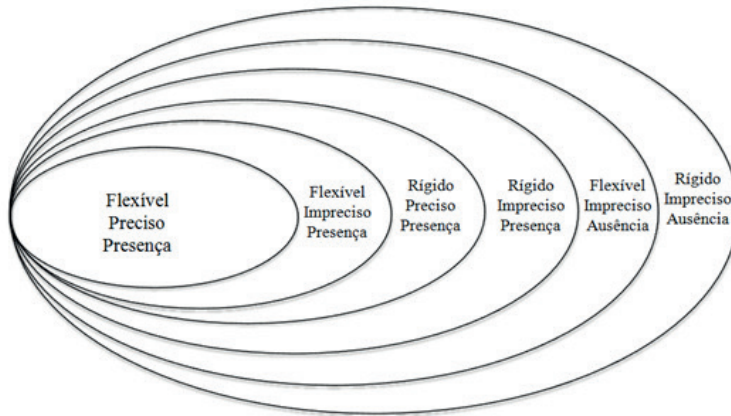 Flexível
Preciso
Presença
Flexível
Impreciso
Presença
Rígido
Preciso
Presença
Rígido
Impreciso
Presença
Flexível
Impreciso
Ausência
Rígido
Impreciso
Ausência